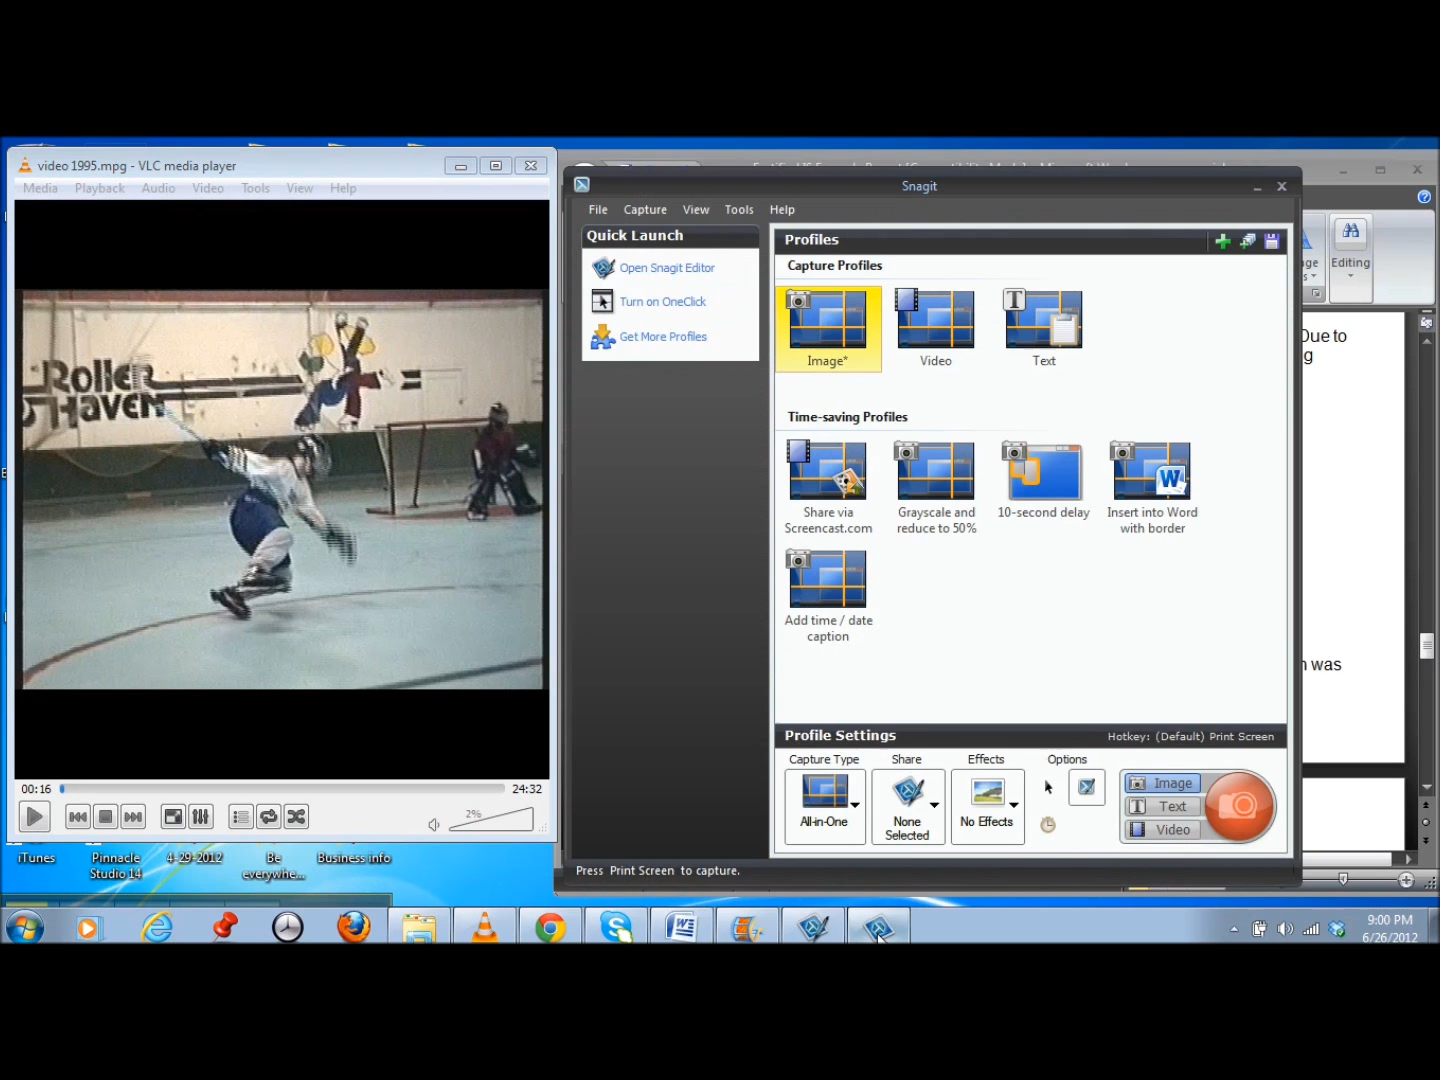 video 1995.mpg - VLC media player
Media Playback Audio Video Tools View Help
Roller
Haven
00:16
24:32
2%
Snagit
File Capture View Tools Help
Quick Launch
Open Snagit Editor
Turn on OneClick
Get More Profiles
Profiles
Capture Profiles
Image*
Video
Text
Time-saving Profiles
Share via
Screencast.com
Grayscale and
reduce to 50%
10-second delay
Insert into Word
with border
Add time / date
caption
Profile Settings
Hotkey: (Default) Print Screen
Capture Type
Share
Effects
Options
All-in-One
None
Selected
No Effects
Image
Text
Video
Press Print Screen to capture.
Editing
Due to
was
iTunes
Pinnacle
Studio 14
4-29-2012
Be
everywhe...
Business info
9:00 PM
6/26/2012